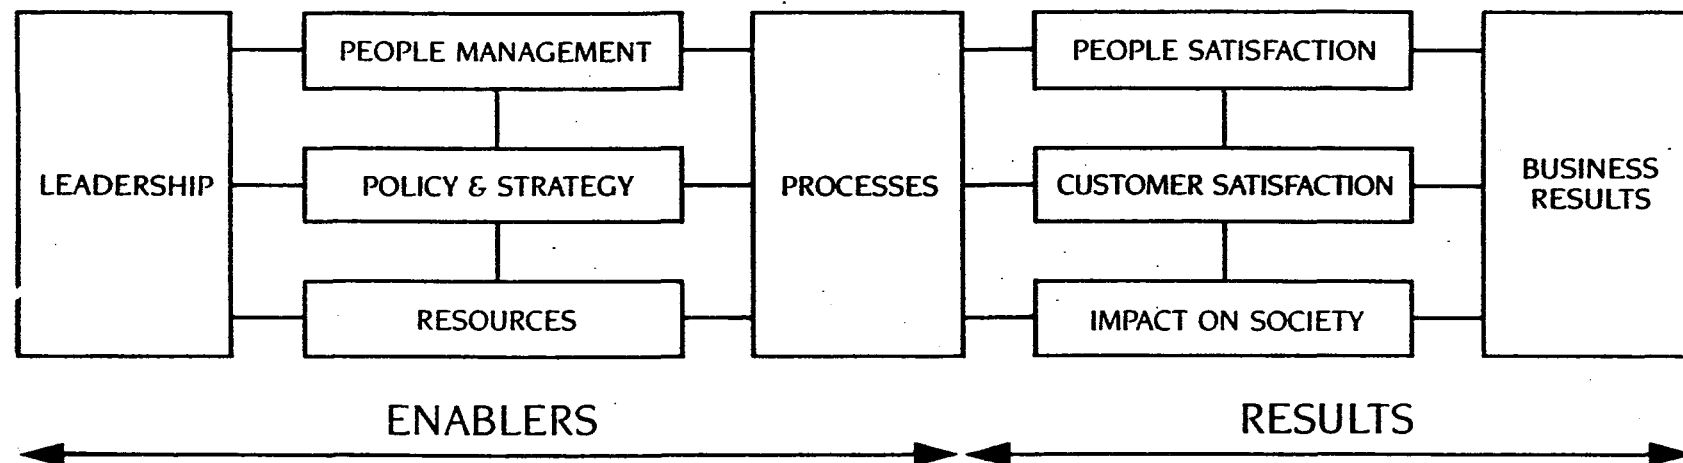 PEOPLE MANAGEMENT
PEOPLE SATISFACTION
LEADERSHIP
POLICY & STRATEGY
PROCESSES
CUSTOMER SATISFACTION
BUSINESS
RESULTS
RESOURCES
IMPACT ON SOCIETY
ENABLERS
RESULTS